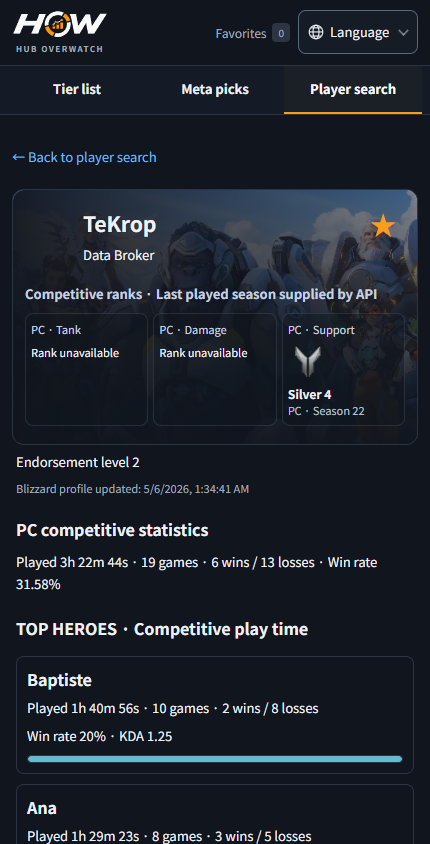 HOW
HUB OVERWATCH
Favorites 0
Language
Tier list Meta picks Player search
← Back to player search
TeKrop
Data Broker
Competitive ranks · Last played season supplied by API
PC · Tank
Rank unavailable
PC · Damage
Rank unavailable
PC · Support
Silver 4
PC · Season 22
Endorsement level 2
Blizzard profile updated: 5/6/2026, 1:34:41 AM
PC competitive statistics
Played 3h 22m 44s · 19 games · 6 wins / 13 losses · Win rate
31.58%
TOP HEROES · Competitive play time
Baptiste
Played 1h 40m 56s · 10 games · 2 wins / 8 losses
Win rate 20% · KDA 1.25
Ana
Played 1h 29m 23s · 8 games · 3 wins / 5 losses